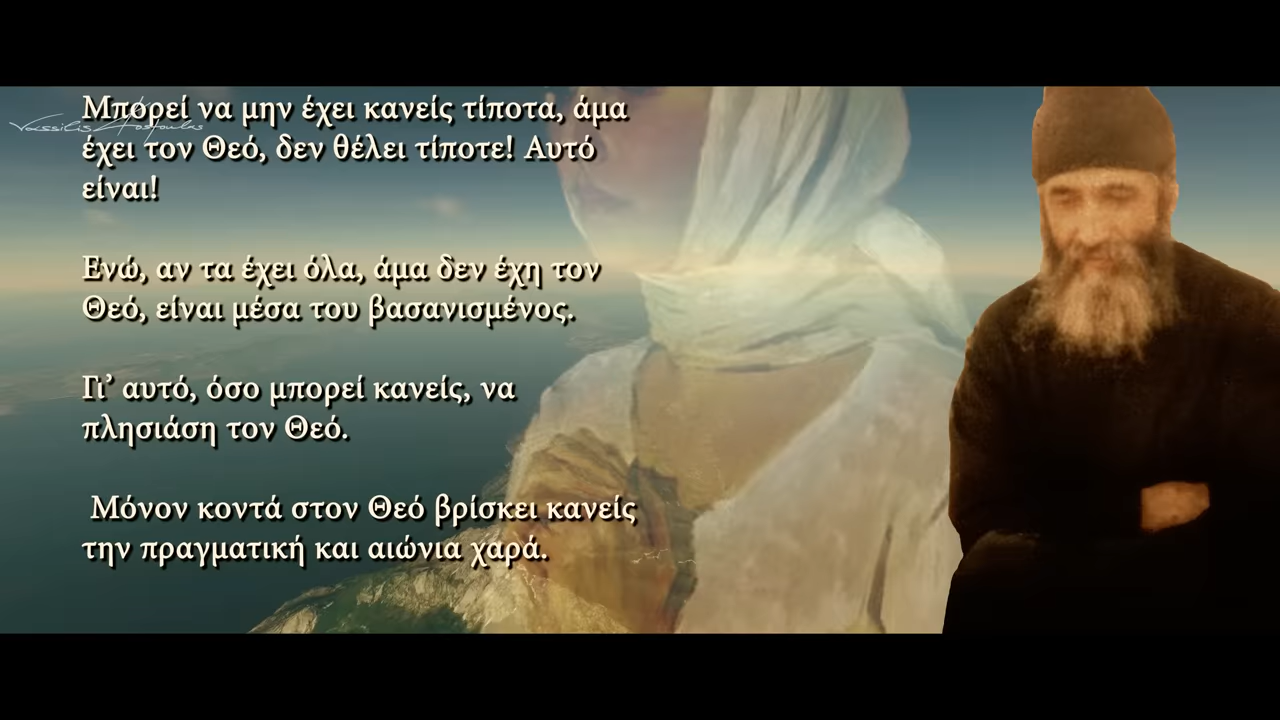 Μπορεί να μην έχει κανείς τίποτα, άμα
έχει τον Θεό, δεν θέλει τίποτε! Αυτό
είναι!
Ενώ, αν τα έχει όλα, άμα δεν έχη τον
Θεό, είναι μέσα του βασανισμένος.
Γι’ αυτό, όσο μπορεί κανείς, να
πλησιάση τον Θεό.
Μόνον κοντά στον Θεό βρίσκει κανείς
την πραγματική και αιώνια χαρά.